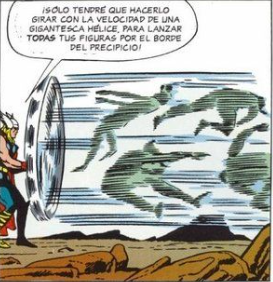 ¡SÓLO TENDRÉ QUE HACERLO
GIRAR CON LA VELOCIDAD DE UNA
GIGANTESCA HÉLICE, PARA LANZAR
TODAS TUS FIGURAS POR EL BORDE
DEL PRECIPICIO!